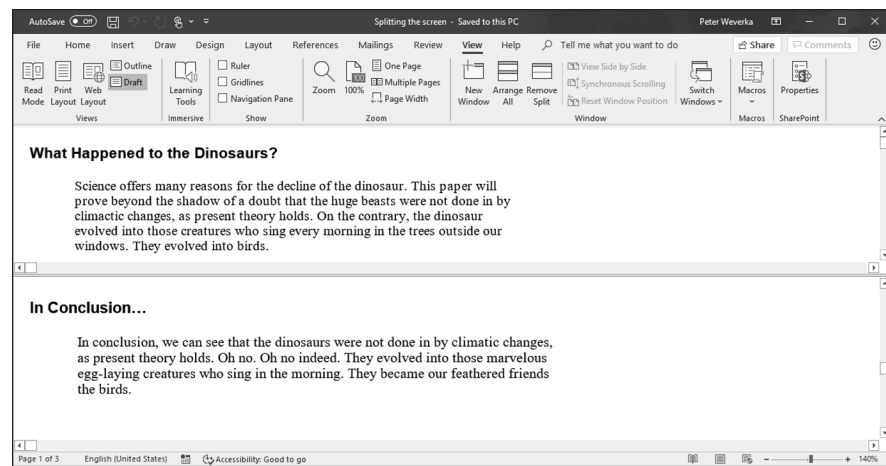 AutoSave Off Splitting the screen - Saved to this PC Peter Weverka
File Home Insert Draw Design Layout References Mailings Review View Help Tell me what you want to do Share Comments
Read Mode
Print Layout
Web Layout
Outline
Draft
Views
Learning Tools
Immersive
Ruler
Gridlines
Navigation Pane
Show
Zoom
100
100%
One Page
Multiple Pages
Page Width
Zoom
New Window
Arrange All
Remove Split
View Side by Side
Synchronous Scrolling
Reset Window Position
Switch Windows
Window
Macros
Macros
Properties
SharePoint
What Happened to the Dinosaurs?
Science offers many reasons for the decline of the dinosaur. This paper will
prove beyond the shadow of a doubt that the huge beasts were not done in by
climactic changes, as present theory holds. On the contrary, the dinosaur
evolved into those creatures who sing every morning in the trees outside our
windows. They evolved into birds.
In Conclusion…
In conclusion, we can see that the dinosaurs were not done in by climatic changes,
as present theory holds. Oh no. Oh no indeed. They evolved into those marvelous
egg-laying creatures who sing in the morning. They became our feathered friends
the birds.
Page 1 of 3 English (United States) Accessibility: Good to go 140%